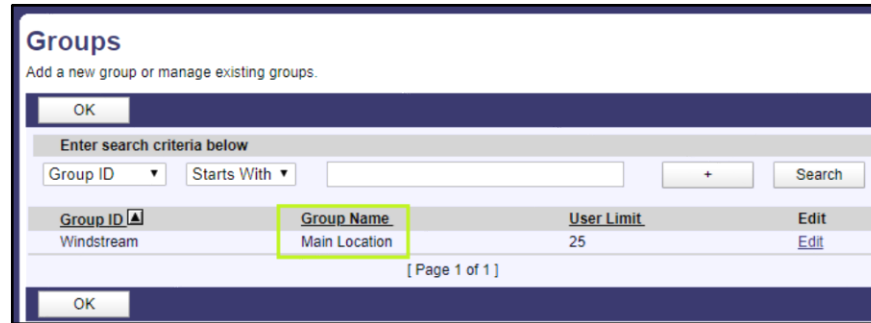 Groups
Add a new group or manage existing groups.
OK
Enter search criteria below
Group ID Starts With + Search
Group ID Group Name User Limit Edit
Windstream Main Location 25 Edit
[ Page 1 of 1 ]
OK